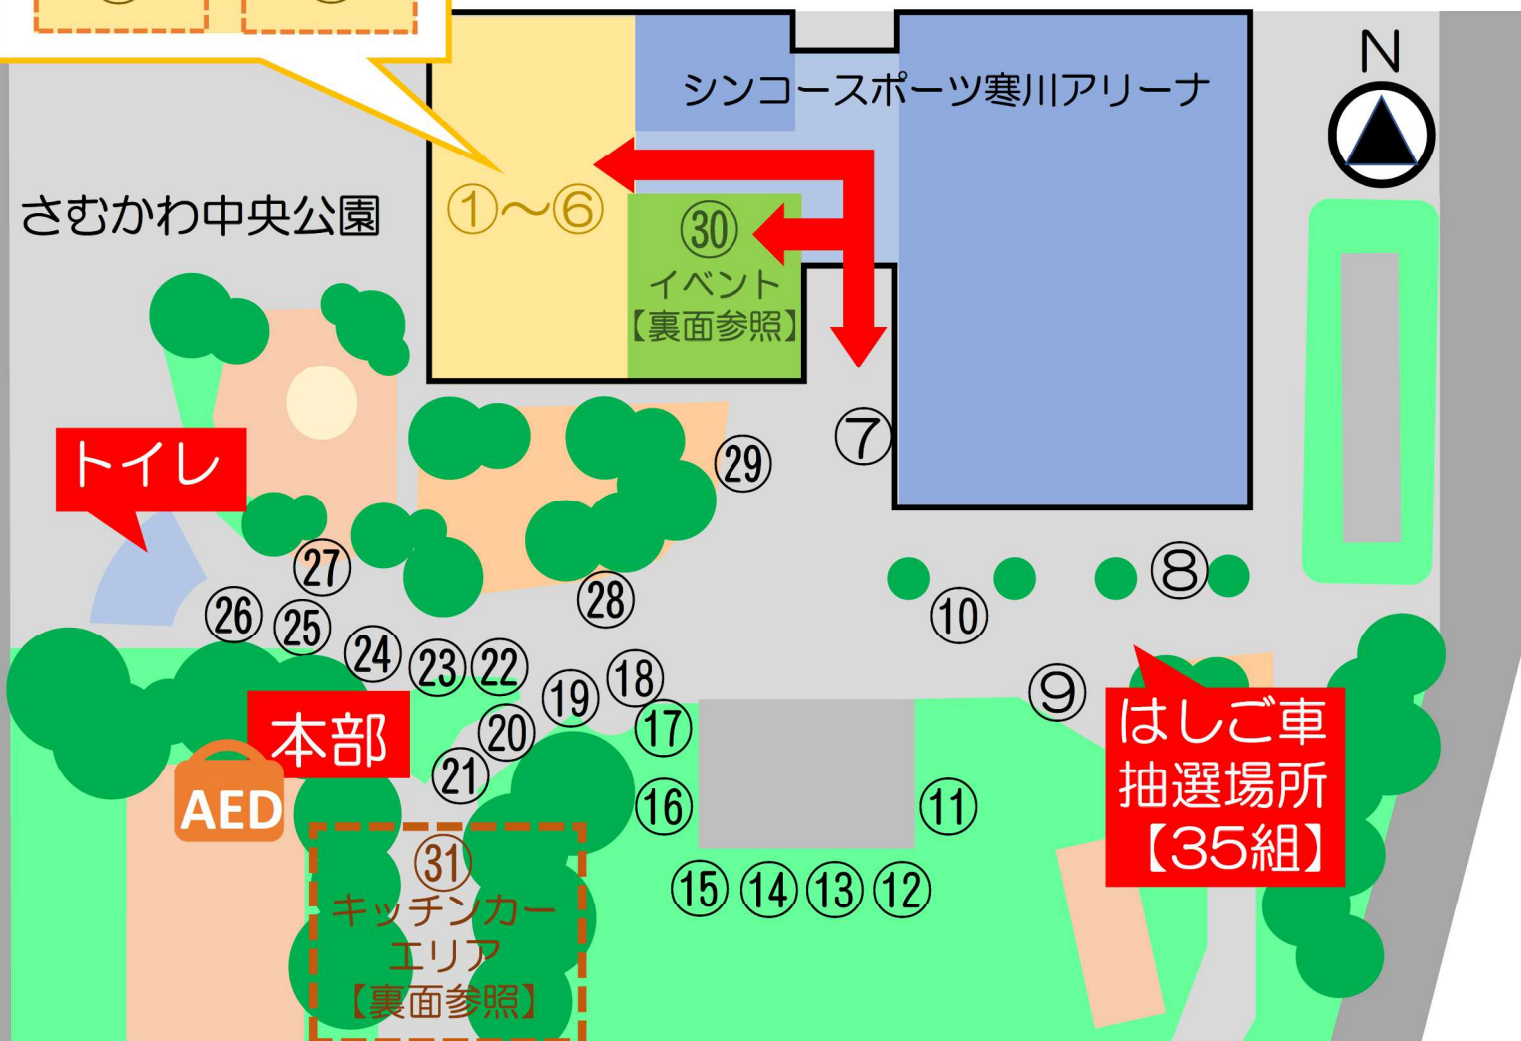 シンコースポーツ寒川アリーナ
N
さむかわ中央公園
①～⑥
㉚
イベント
【裏面参照】
⑦
㉙
トイレ
㉗
㉘
⑧
⑩
㉖
㉕
㉔
㉓
㉒
⑲
⑱
⑨
⑳
⑰
㉑
本部
はしご車
抽選場所
【35組】
AED
⑯
⑪
㉛
キッチンカー
エリア
【裏面参照】
⑮
⑭
⑬
⑫